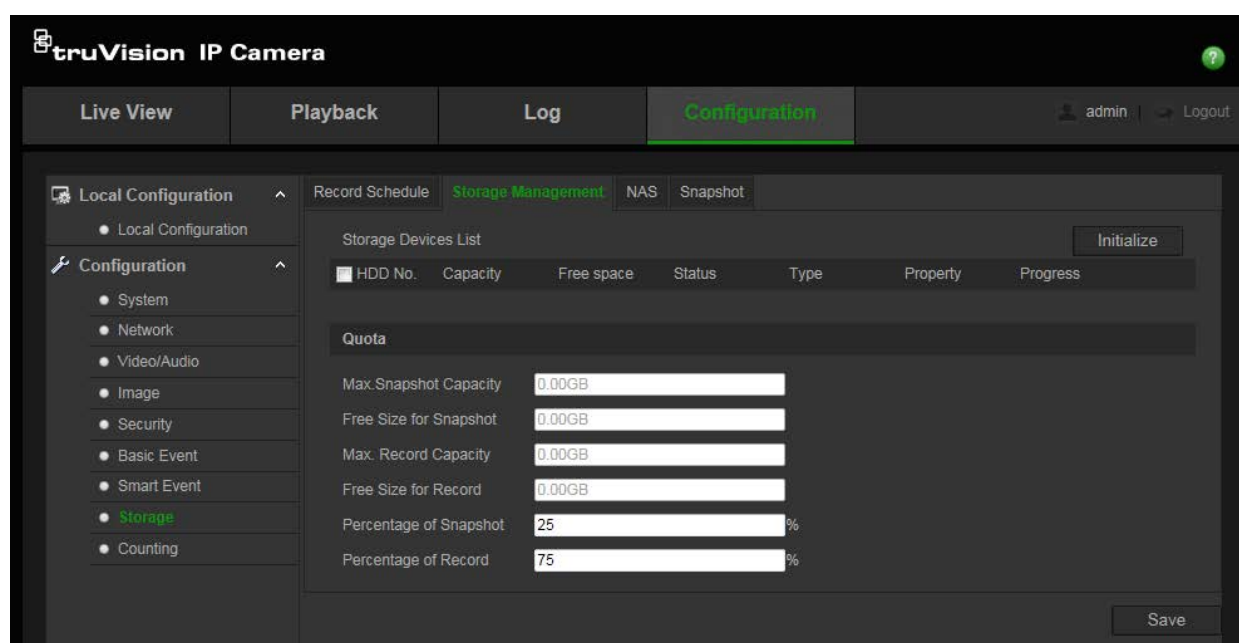 truVision IP Camera
?
Live View Playback Log Configuration admin Logout
Local Configuration
Local Configuration
Configuration
System
Network
Video/Audio
Image
Security
Basic Event
Smart Event
Storage
Counting
Record Schedule Storage Management NAS Snapshot
Storage Devices List Initialize
HDD No. Capacity Free space Status Type Property Progress
Quota
Max.Snapshot Capacity 0.00GB
Free Size for Snapshot 0.00GB
Max. Record Capacity 0.00GB
Free Size for Record 0.00GB
Percentage of Snapshot 25 %
Percentage of Record 75 %
Save